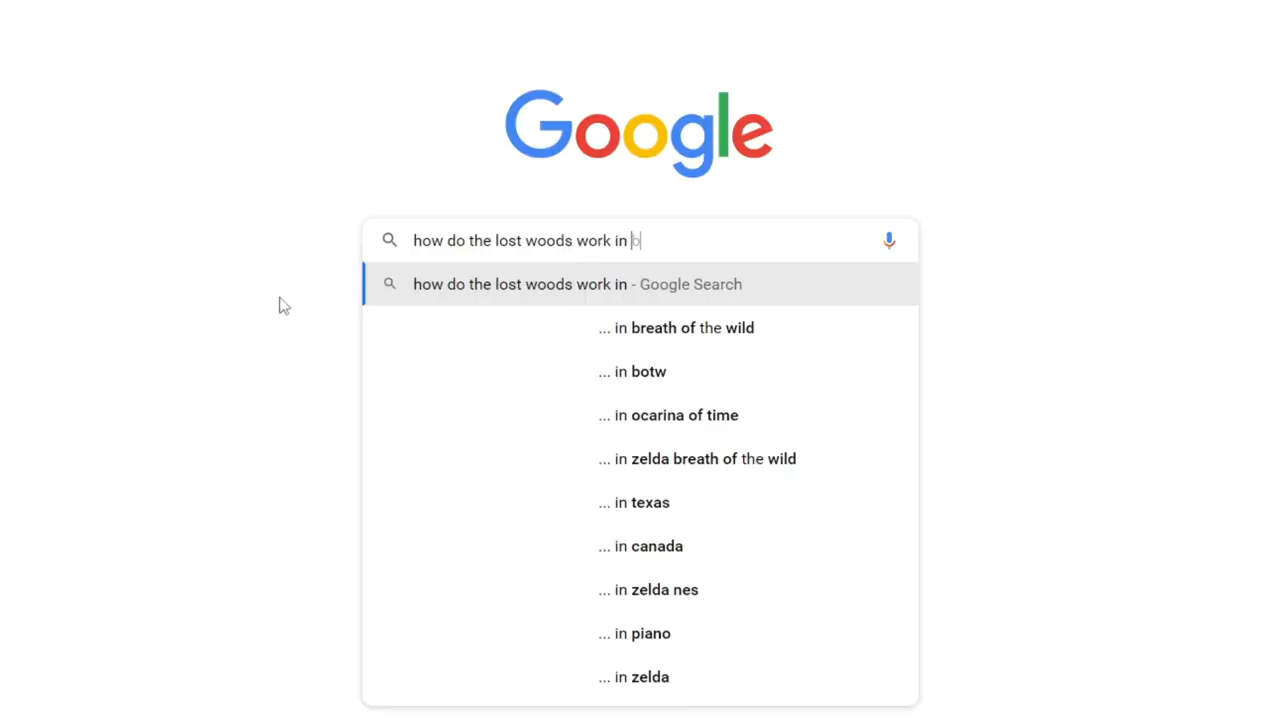 Google
how do the lost woods work in b
how do the lost woods work in - Google Search
... in breath of the wild
... in botw
... in ocarina of time
... in zelda breath of the wild
... in texas
... in canada
... in zelda nes
... in piano
... in zelda